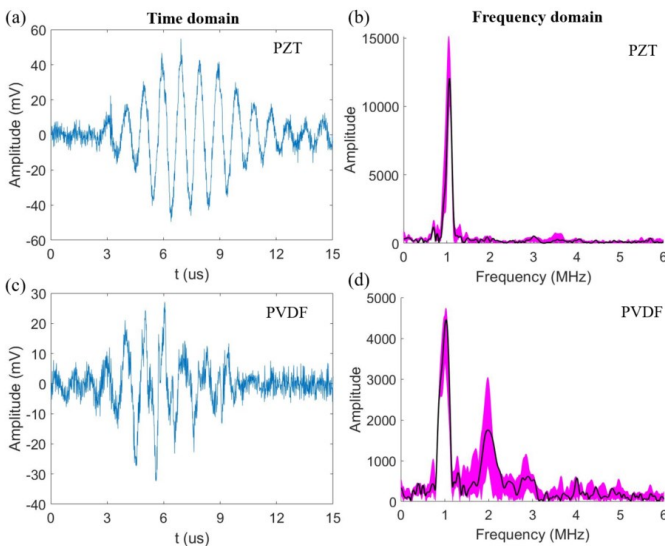 (a) Time domain
PZT
60
40
20
0
-20
-40
-60
Amplitude (mV)
0 3 6 9 12 15
t (us)
(b) Frequency domain
PZT
15000
10000
5000
0
Amplitude
0 1 2 3 4 5 6
Frequency (MHz)
(c)
PVDF
30
20
10
0
-10
-20
-30
-40
Amplitude (mV)
0 3 6 9 12 15
t (us)
(d)
PVDF
5000
4000
3000
2000
1000
0
Amplitude
0 1 2 3 4 5 6
Frequency (MHz)